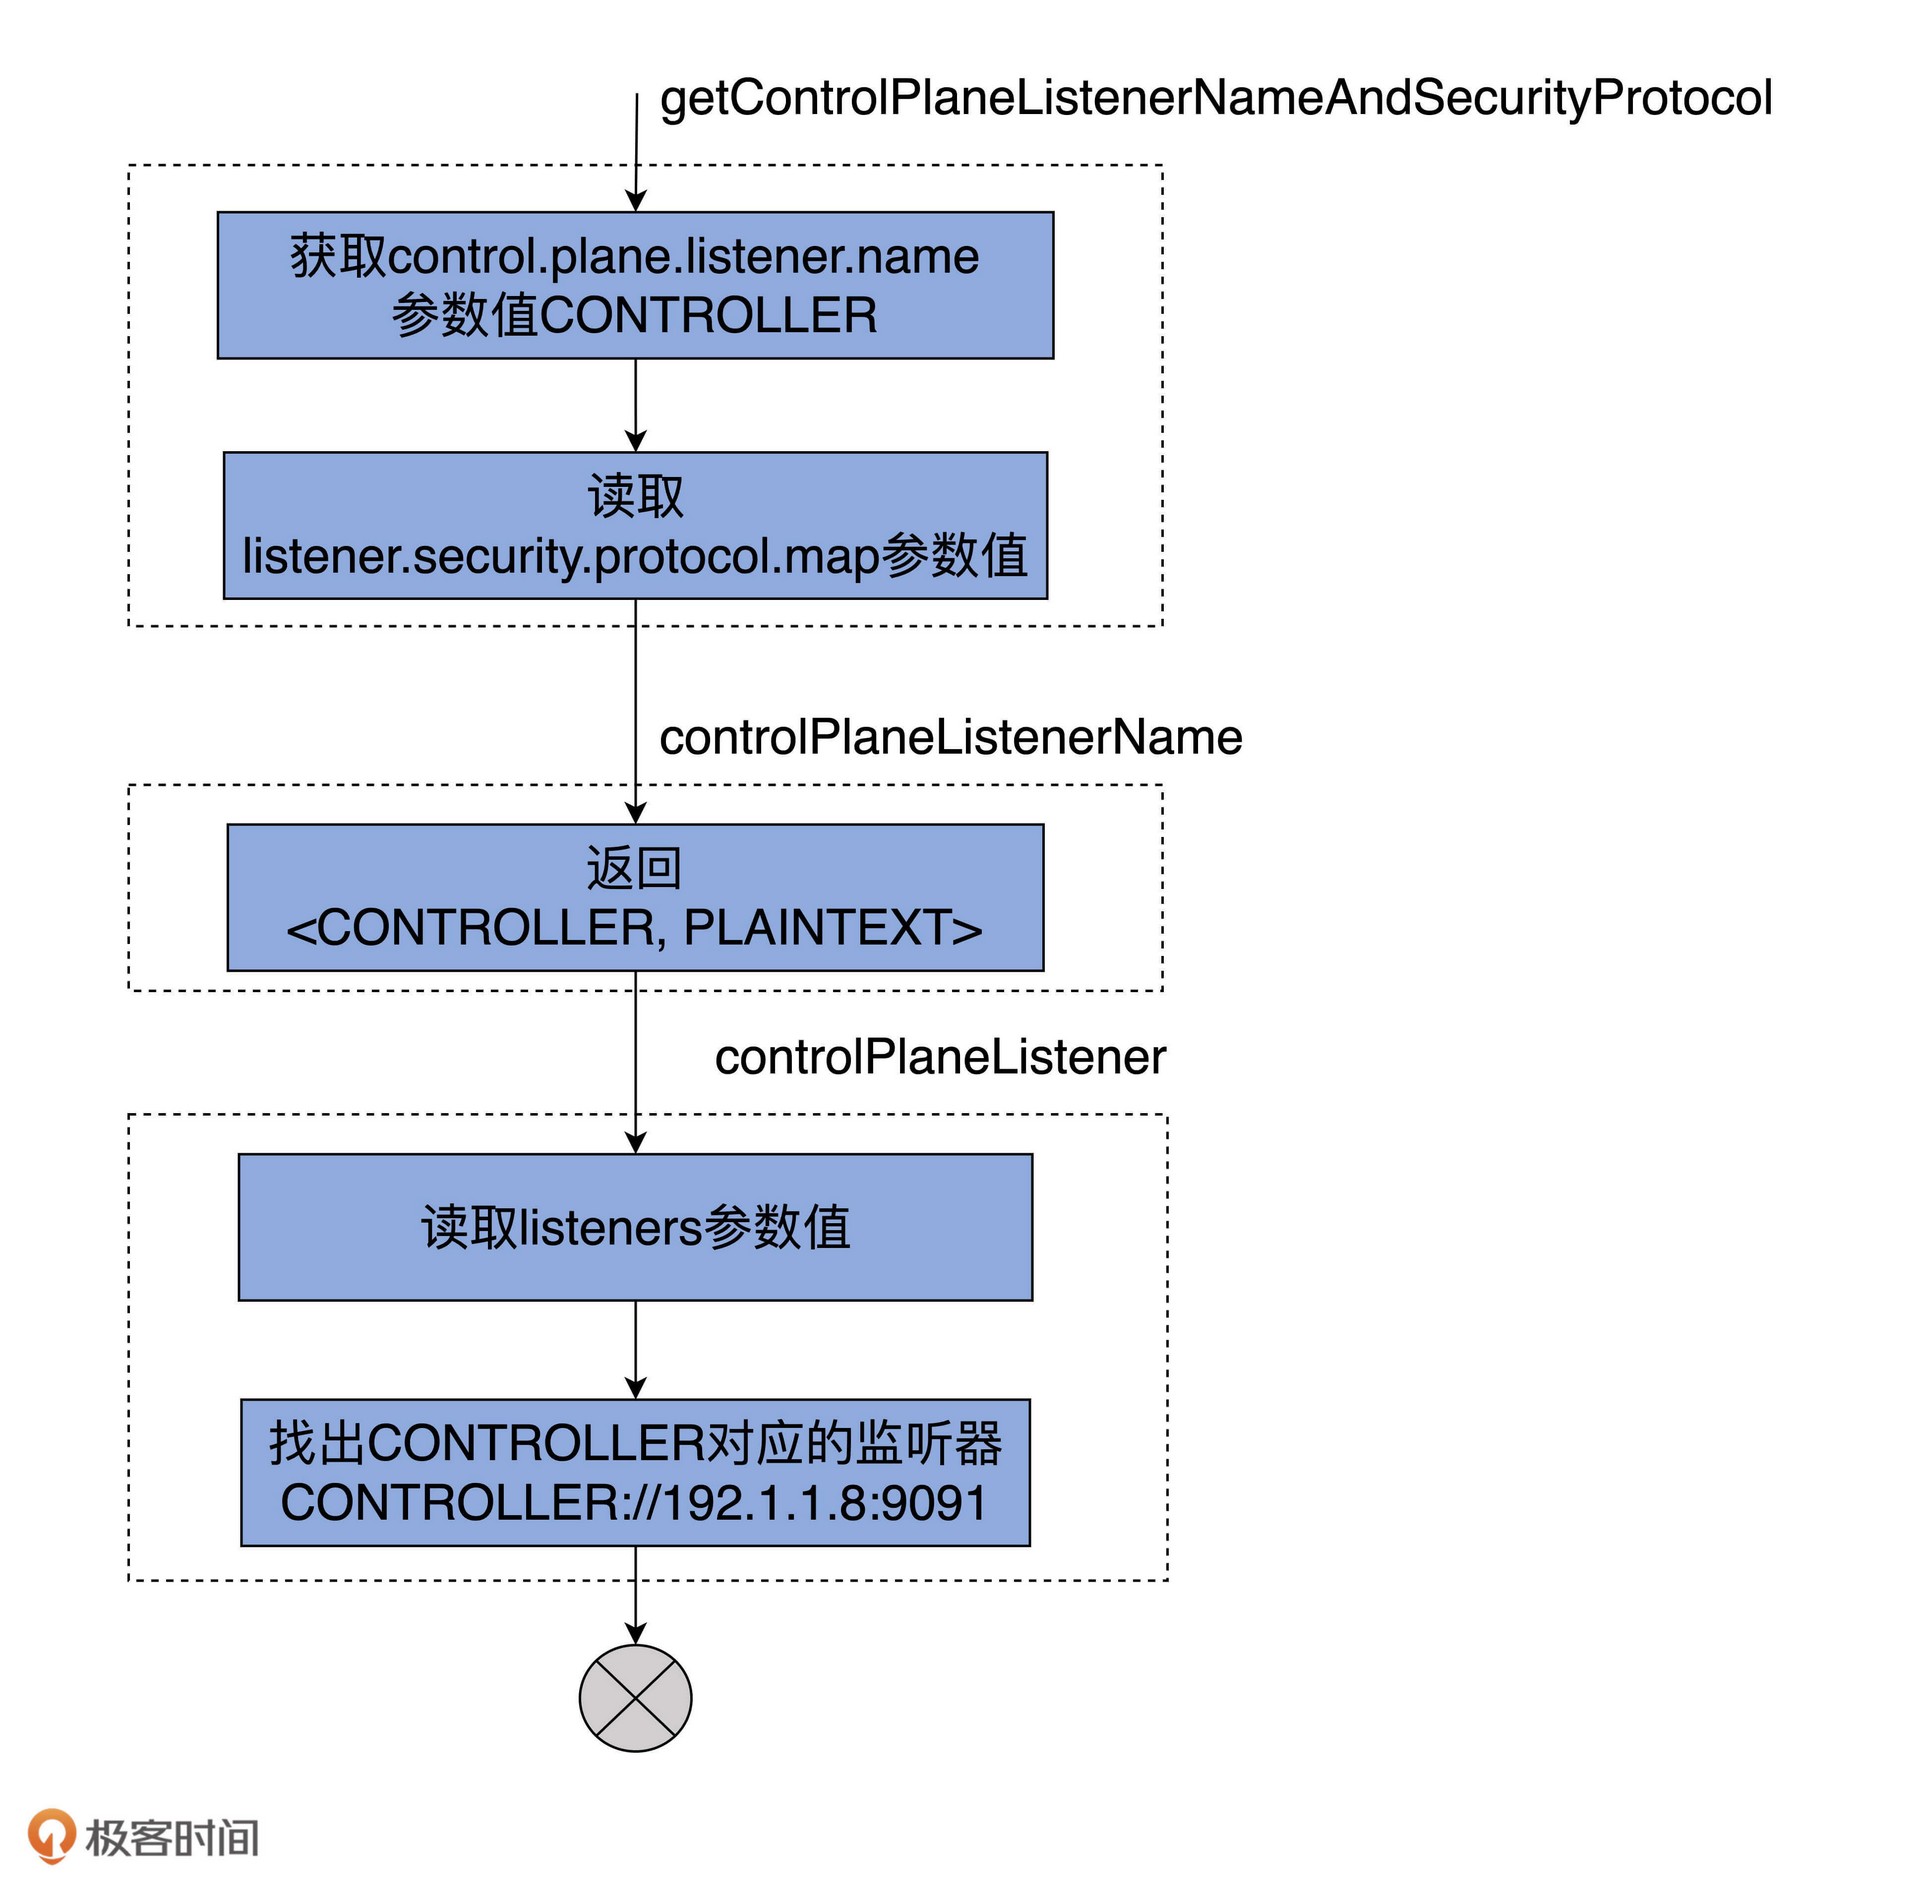 getControlPlaneListenerNameAndSecurityProtocol
获取control.plane.listener.name
参数值CONTROLLER
读取
listener.security.protocol.map参数值
controlPlaneListenerName
返回
<CONTROLLER, PLAINTEXT>
controlPlaneListener
读取listeners参数值
找出CONTROLLER对应的监听器
CONTROLLER://192.1.1.8:9091
极客时间